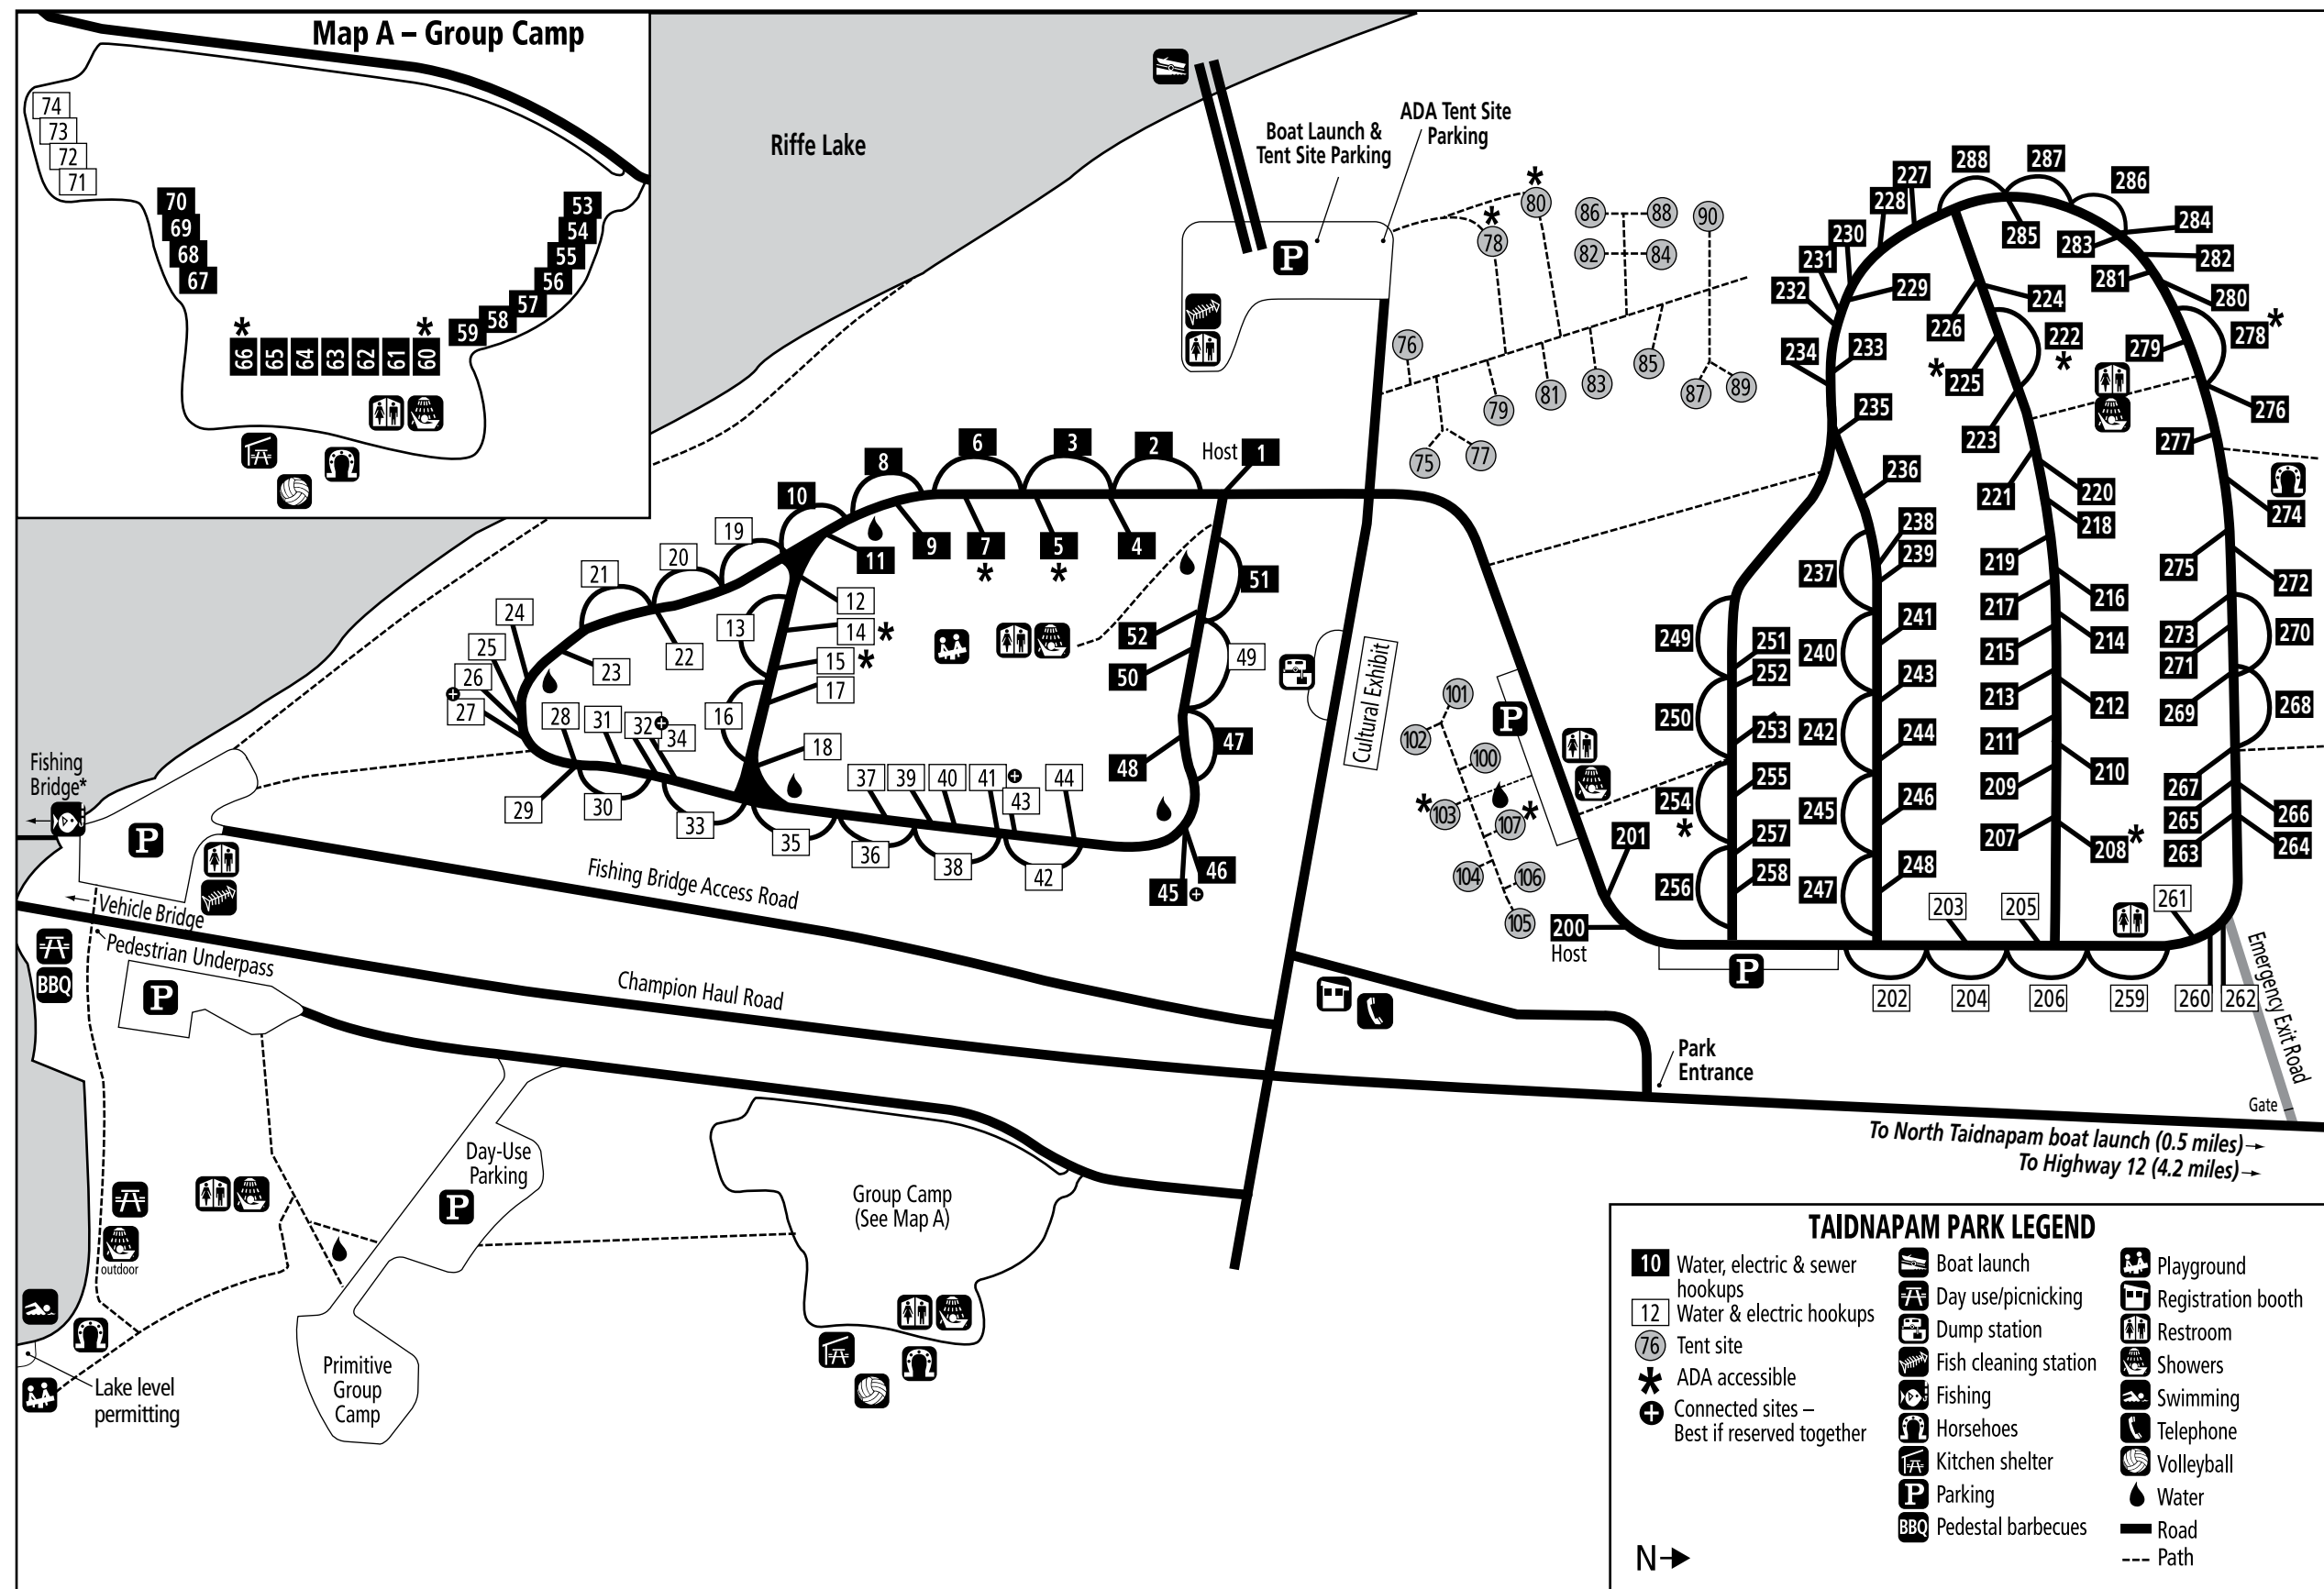 Map A – Group Camp
74
73
72
71
70
69
68
67
66
65
64
63
62
61
60
59
58
57
56
55
54
53
*
*
Riffe Lake
Boat Launch &
Tent Site Parking
ADA Tent Site
Parking
P
*
80
*
78
86
88
90
82
84
76
79
81
83
85
87
89
75
77
Host
1
2
3
6
8
10
19
20
21
24
25
26
27
11
9
7
*
5
*
4
12
13
14 *
15 *
17
16
18
22
23
28
31
32
34
29
30
33
35
36
37
39
40
41
43
44
38
42
45
46
47
48
49
50
51
52
Cultural Exhibit
101
102
100
*
103
107
*
104
106
105
P
201
200
Host
288
287
286
227
228
230
231
232
229
234
233
235
285
283
284
282
281
280
278 *
279
276
277
274
224
226
222
*
* 225
223
221
220
218
219
217
216
215
214
213
212
211
210
209
207
208 *
236
238
239
237
241
240
243
242
244
245
246
247
248
249
250
251
252
253
254
*
255
256
257
258
275
272
273
271
270
269
268
267
265
263
266
264
203
205
261
P
202
204
206
259
260
262
Emergency Exit Road
Gate
Fishing
Bridge*
P
Fishing Bridge Access Road
Vehicle Bridge
Pedestrian Underpass
Champion Haul Road
BBQ
P
Park
Entrance
To North Taidnapam boat launch (0.5 miles)
To Highway 12 (4.2 miles)
Day-Use
Parking
P
Group Camp
(See Map A)
outdoor
Primitive
Group
Camp
Lake level
permitting
TAIDNAPAM PARK LEGEND
10 Water, electric & sewer
hookups
12 Water & electric hookups
76 Tent site
* ADA accessible
Connected sites –
Best if reserved together
Boat launch
Day use/picnicking
Dump station
Fish cleaning station
Fishing
Horsehoes
Kitchen shelter
P Parking
BBQ Pedestal barbecues
Playground
Registration booth
Restroom
Showers
Swimming
Telephone
Volleyball
Water
Road
Path
N